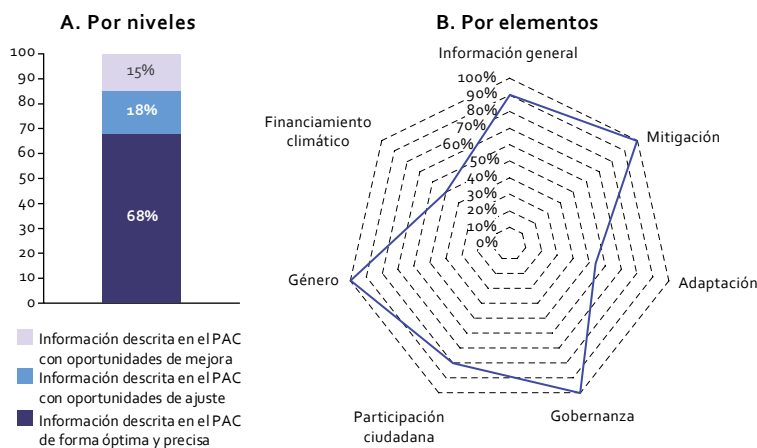 A. Por niveles
100
90
80
70
60
50
40
30
20
10
0
15%
18%
68%
Información descrita en el PAC
con oportunidades de mejora
Información descrita en el PAC
con oportunidades de ajuste
Información descrita en el PAC
de forma óptima y precisa
B. Por elementos
Información general
100%
90%
80%
70%
60%
50%
40%
30%
20%
10%
0%
Mitigación
Adaptación
Gobernanza
Participación
ciudadana
Género
Financiamiento
climático